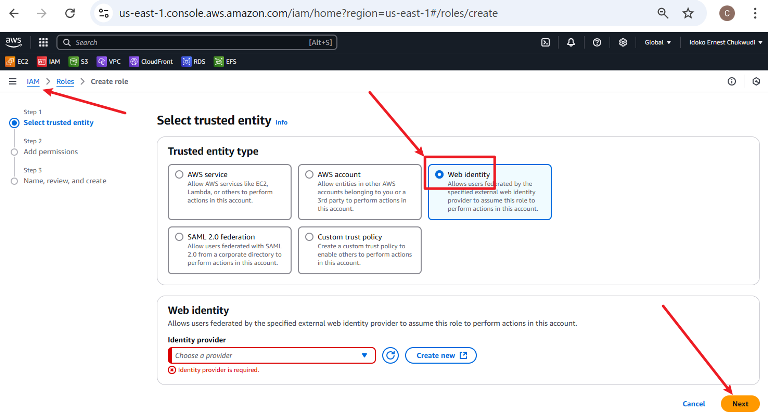 us-east-1.console.aws.amazon.com/iam/home?region=us-east-1#/roles/create
C
aws
Search
[Alt+S]
Global
Idoko Ernest Chukwudi
EC2
IAM
S3
VPC
CloudFront
RDS
EFS
IAM > Roles > Create role
Step 1
Select trusted entity
Step 2
Add permissions
Step 3
Name, review, and create
Select trusted entity Info
Trusted entity type
AWS service
Allow AWS services like EC2,
Lambda, or others to perform
actions in this account.
AWS account
Allow entities in other AWS
accounts belonging to you or a
3rd party to perform actions in
this account.
Web identity
Allows users federated by the
specified external web identity
provider to assume this role to
perform actions in this account.
SAML 2.0 federation
Allow users federated with SAML
2.0 from a corporate directory to
perform actions in this account.
Custom trust policy
Create a custom trust policy to
enable others to perform actions
in this account.
Web identity
Allows users federated by the specified external web identity provider to assume this role to perform actions in this account.
Identity provider
Choose a provider
Create new
Identity provider is required.
Cancel
Next